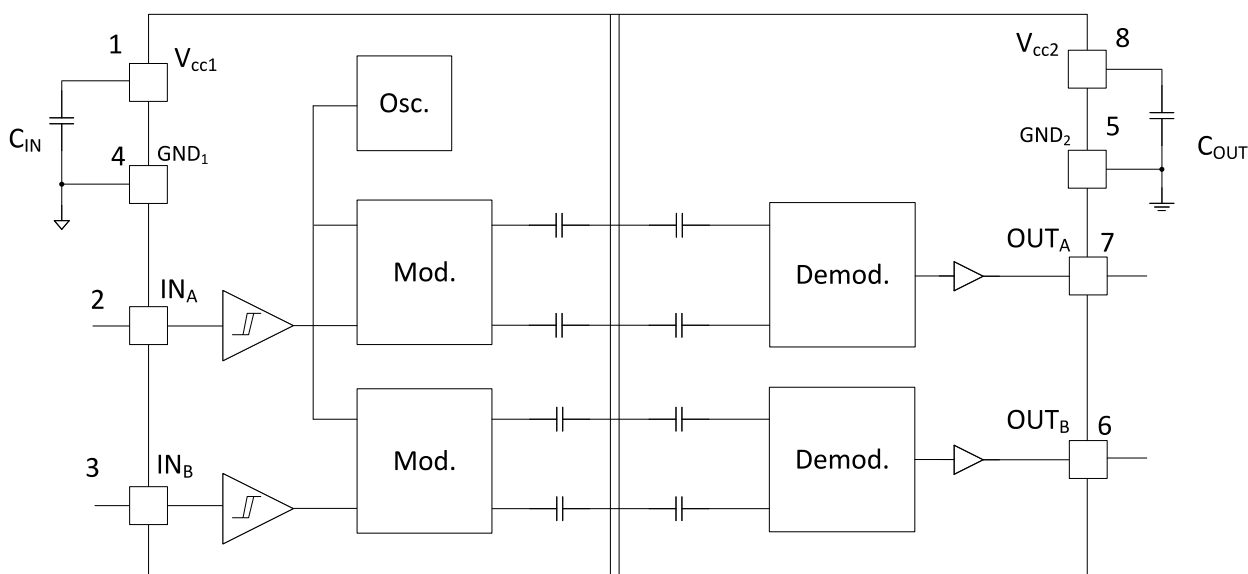 1
Vcc1
CIN
4
GND1
Osc.
Vcc2
8
GND2
5
COUT
Mod.
Demod.
OUTA
7
2
INA
Mod.
Demod.
OUTB
6
3
INB